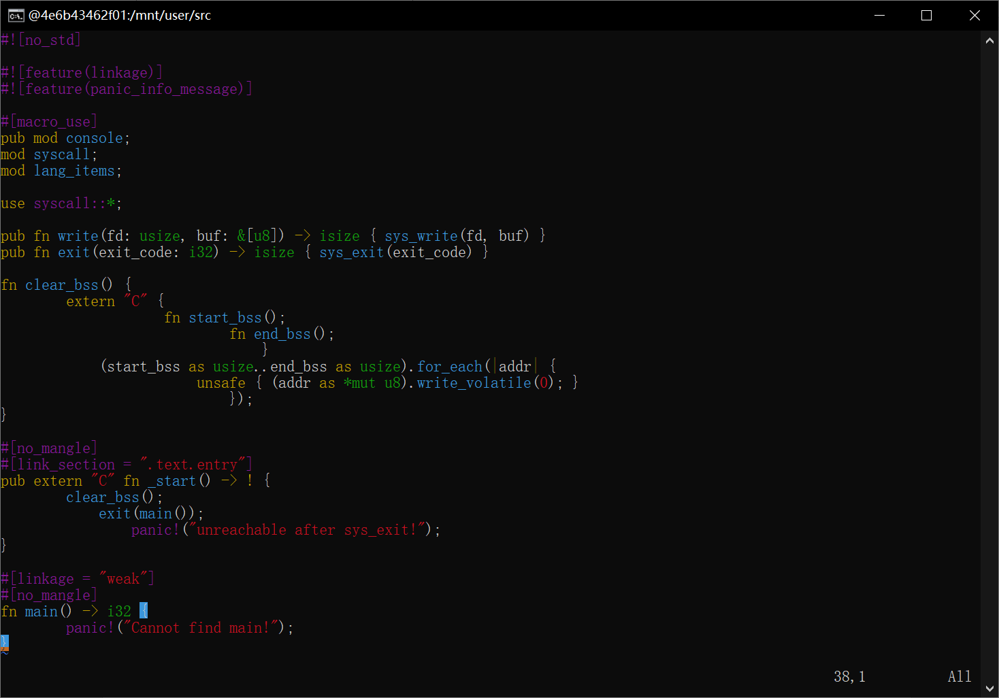 @4e6b43462f01:/mnt/user/src
#![no_std]
#![feature(linkage)]
#![feature(panic_info_message)]
#[macro_use]
pub mod console;
mod syscall;
mod lang_items;
use syscall::*;
pub fn write(fd: usize, buf: &[u8]) -> isize { sys_write(fd, buf) }
pub fn exit(exit_code: i32) -> isize { sys_exit(exit_code) }
fn clear_bss() {
extern "C" {
fn start_bss();
fn end_bss();
}
(start_bss as usize..end_bss as usize).for_each(|addr| {
unsafe { (addr as *mut u8).write_volatile(0); }
});
}
#[no_mangle]
#[link_section = ".text.entry"]
pub extern "C" fn _start() -> ! {
clear_bss();
exit(main());
panic!("unreachable after sys_exit!");
}
#[linkage = "weak"]
#[no_mangle]
fn main() -> i32 {
panic!("Cannot find main!");
}
~
38,1 All